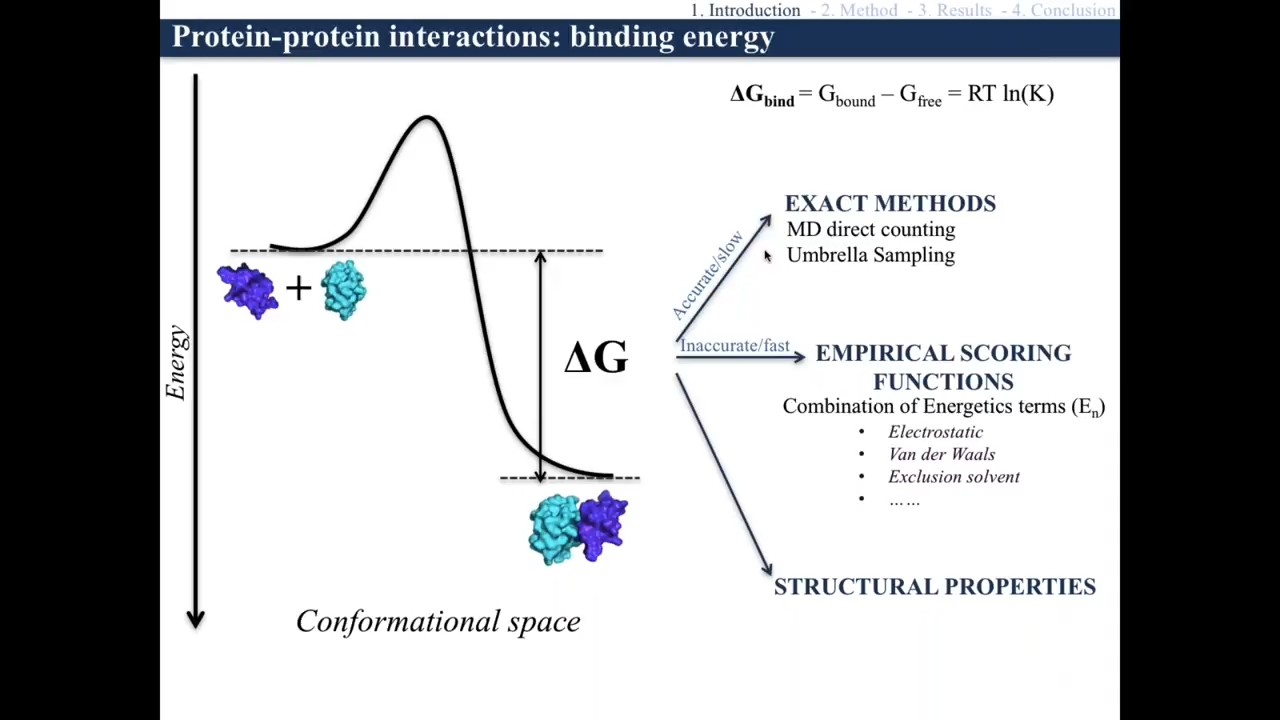 1. Introduction - 2. Method - 3. Results - 4. Conclusion
Protein-protein interactions: binding energy
ΔGbind = Gbound – Gfree = RT ln(K)
Energy
+
ΔG
Conformational space
Accurate/slow
EXACT METHODS
MD direct counting
Umbrella Sampling
Inaccurate/fast
EMPIRICAL SCORING
FUNCTIONS
Combination of Energetics terms (En)
• Electrostatic
• Van der Waals
• Exclusion solvent
• ……
STRUCTURAL PROPERTIES